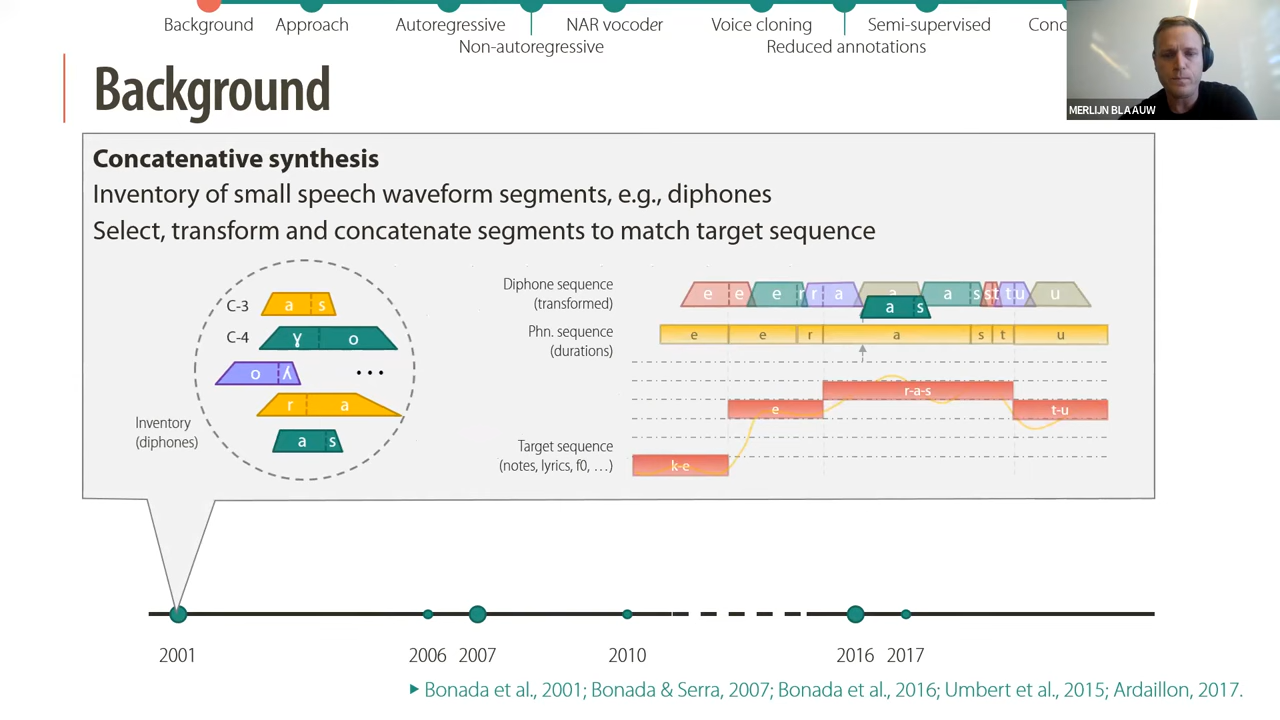 Background
Approach
Autoregressive
NAR vocoder
Voice cloning
Semi-supervised
Conc
Non-autoregressive
Reduced annotations
MERLIJN BLAAUW
Background
Concatenative synthesis
Inventory of small speech waveform segments, e.g., diphones
Select, transform and concatenate segments to match target sequence
C-3
a s
C-4
ɣ o
o ʎ
...
r a
a s
Inventory
(diphones)
Diphone sequence
(transformed)
e e e r r a a a s s t t u u
a s
Phn. sequence
(durations)
e e r a s t u
r-a-s
e
t-u
Target sequence
(notes, lyrics, f0, …)
k-e
2001
2006
2007
2010
2016
2017
▶ Bonada et al., 2001; Bonada & Serra, 2007; Bonada et al., 2016; Umbert et al., 2015; Ardaillon, 2017.